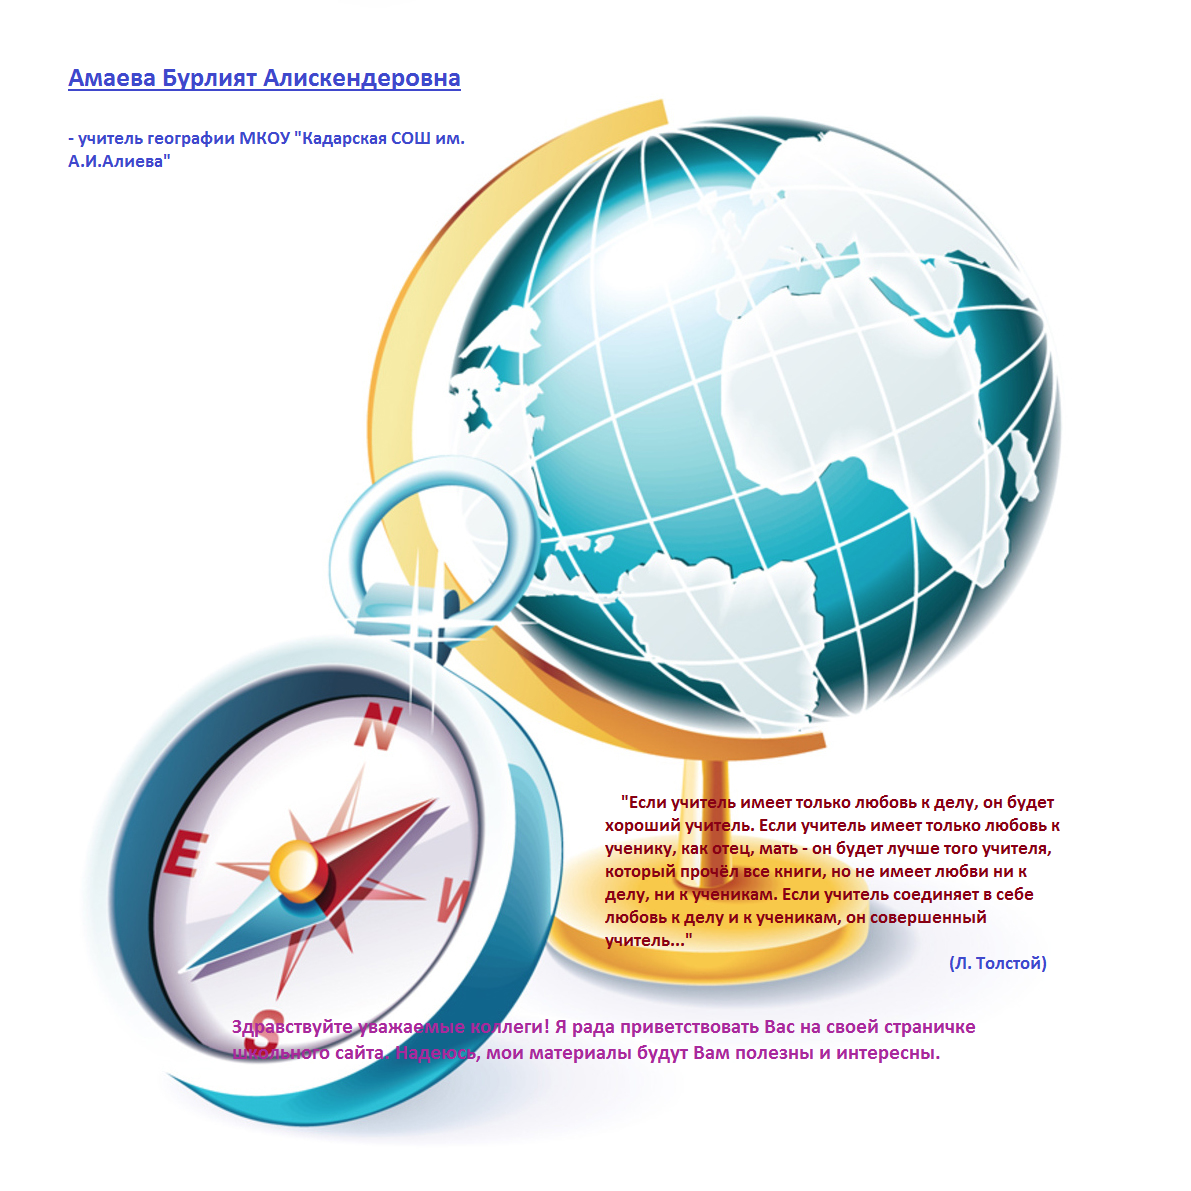 Амаева Бурлият Алискендеровна
- учитель географии МКОУ "Кадарская СОШ им.
А.И.Алиева"
N
E
W
S
"Если учитель имеет только любовь к делу, он будет
хороший учитель. Если учитель имеет только любовь к
ученику, как отец, мать - он будет лучше того учителя,
который прочёл все книги, но не имеет любви ни к
делу, ни к ученикам. Если учитель соединяет в себе
любовь к делу и к ученикам, он совершенный
учитель..."
(Л. Толстой)
Здравствуйте уважаемые коллеги! Я рада приветствовать Вас на своей страничке
школьного сайта. Надеюсь, мои материалы будут Вам полезны и интересны.